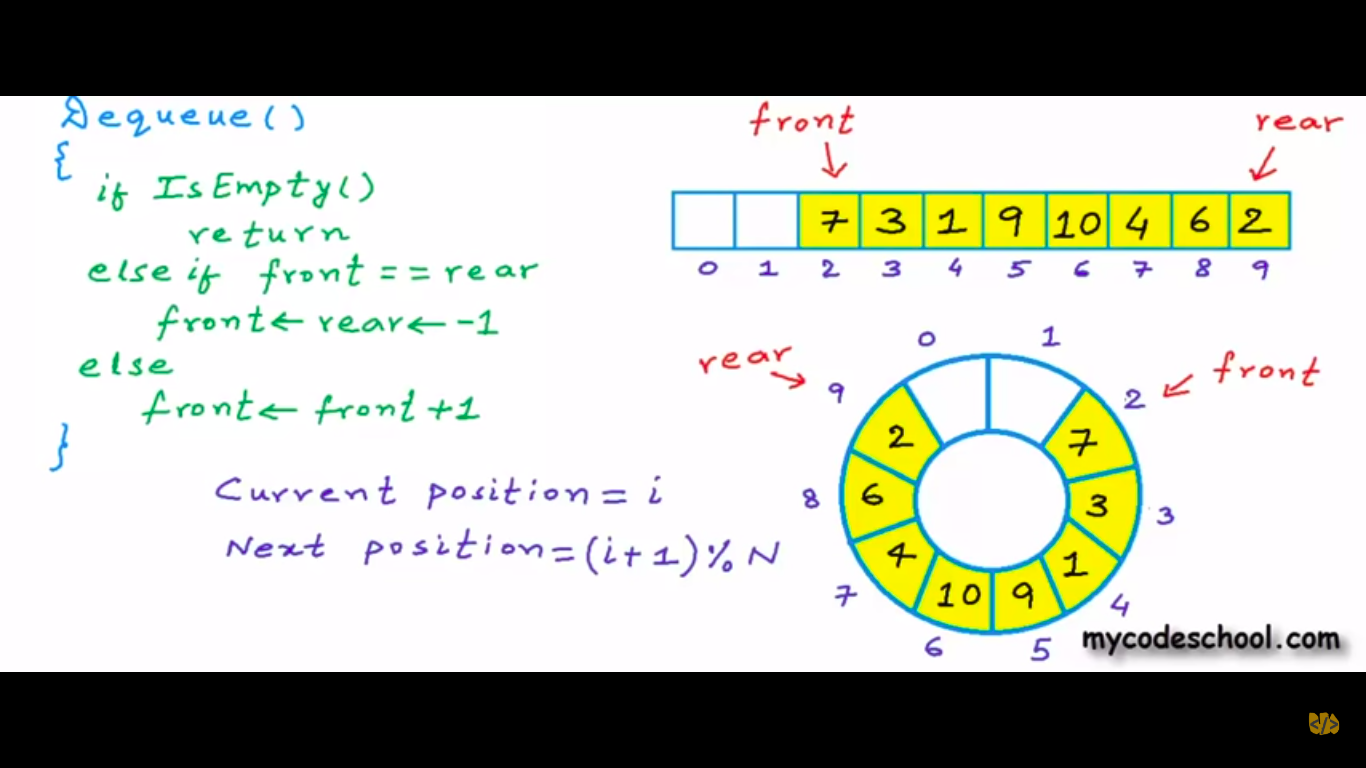 Dequeue()
{
if IsEmpty()
return
else if front == rear
front ← rear ← -1
else
front ← front +1
}
Current position = i
Next position = (i+1)%N
front
rear
7 3 1 9 10 4 6 2
0 1 2 3 4 5 6 7 8 9
0 1
rear
front
9 2
2 7
8 6
3 3
7 4
1 4
10 9
6 5
mycodeschool.com